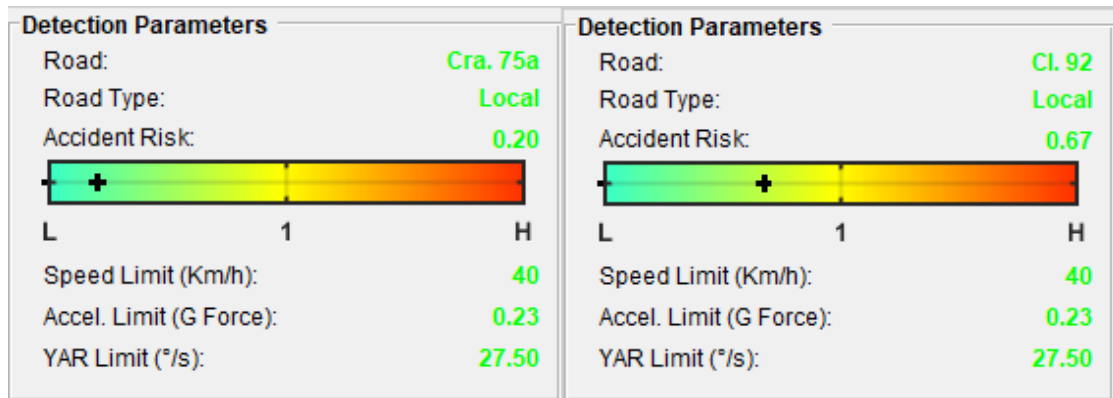 Detection Parameters
Road: Cra. 75a
Road Type: Local
Accident Risk: 0.20
L 1 H
Speed Limit (Km/h): 40
Accel. Limit (G Force): 0.23
YAR Limit (°/s): 27.50
Detection Parameters
Road: Cl. 92
Road Type: Local
Accident Risk: 0.67
L 1 H
Speed Limit (Km/h): 40
Accel. Limit (G Force): 0.23
YAR Limit (°/s): 27.50